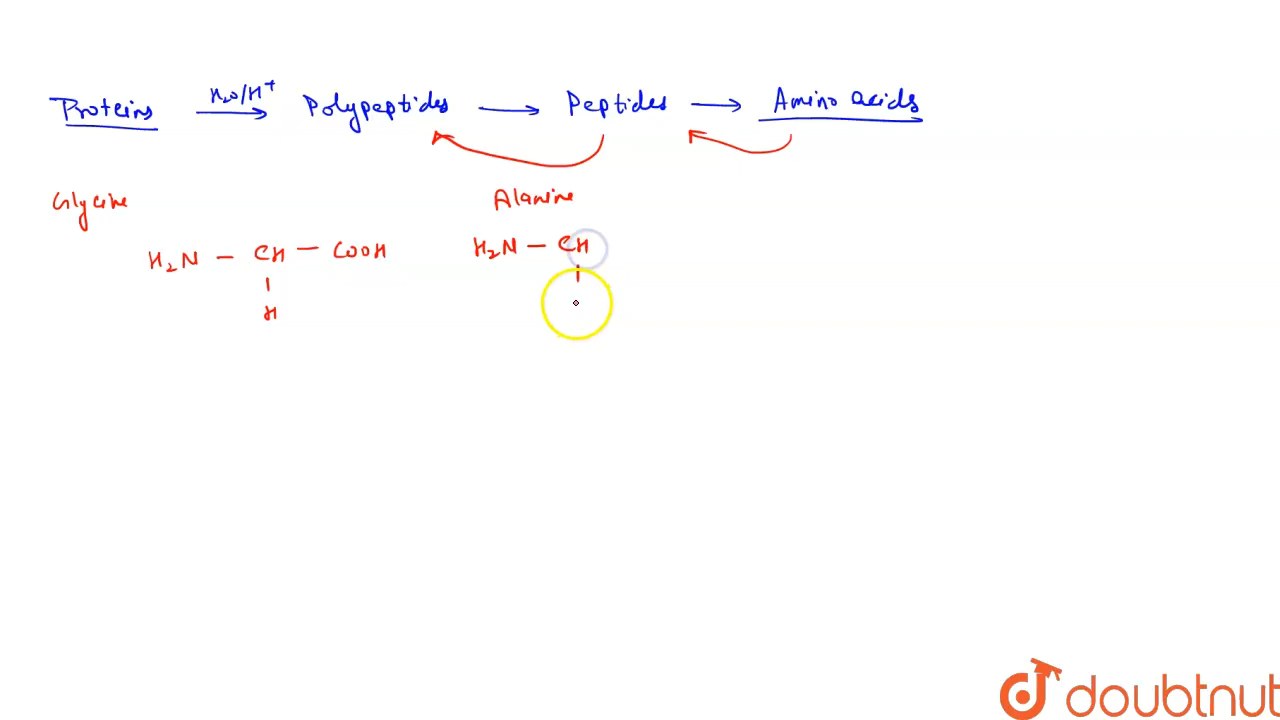 Proteins H2O/H+ → Polypeptides → Peptides → Amino acids
Glycine Alanine
H2N – CH – COOH H2N – CH
| |
H
doubtnut